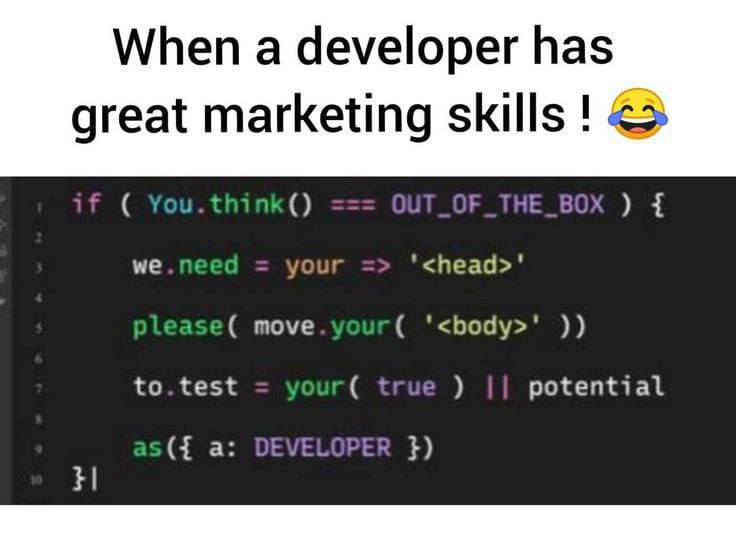 When a developer has
great marketing skills ! 😂
1 if ( You.think() === OUT_OF_THE_BOX ) {
2
3 we.need = your => '<head>'
4
5 please( move.your( '<body>' ))
6
7 to.test = your( true ) || potential
8
9 as({ a: DEVELOPER })
10 }|